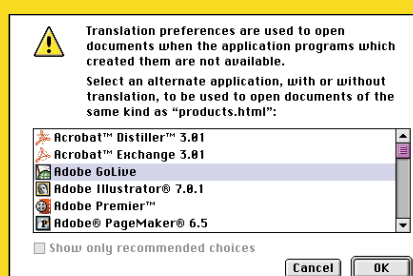 Translation preferences are used to open
documents when the application programs which
created them are not available.
Select an alternate application, with or without
translation, to be used to open documents of the
same kind as “products.html”:
Acrobat™ Distiller™ 3.01
Acrobat™ Exchange 3.01
Adobe GoLive
Adobe Illustrator® 7.0.1
Adobe Premier™
Adobe® PageMaker® 6.5
Show only recommended choices
Cancel
OK